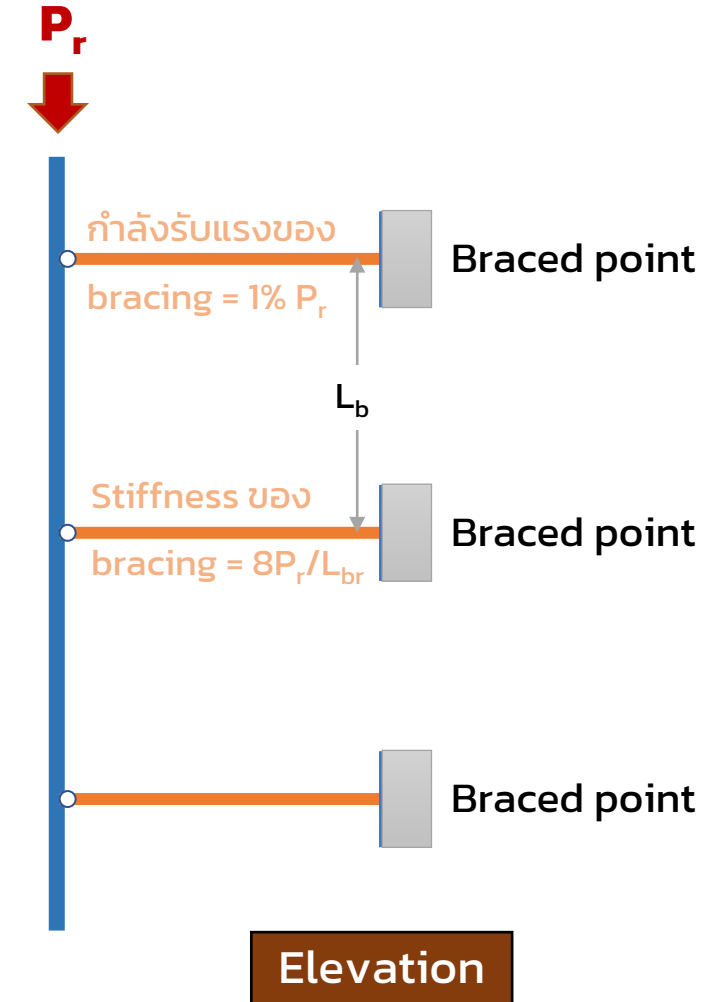 Pr
กำลังรับแรงของ
bracing = 1% Pr
Braced point
Lb
Stiffness ของ
bracing = 8Pr/Lbr
Braced point
Braced point
Elevation